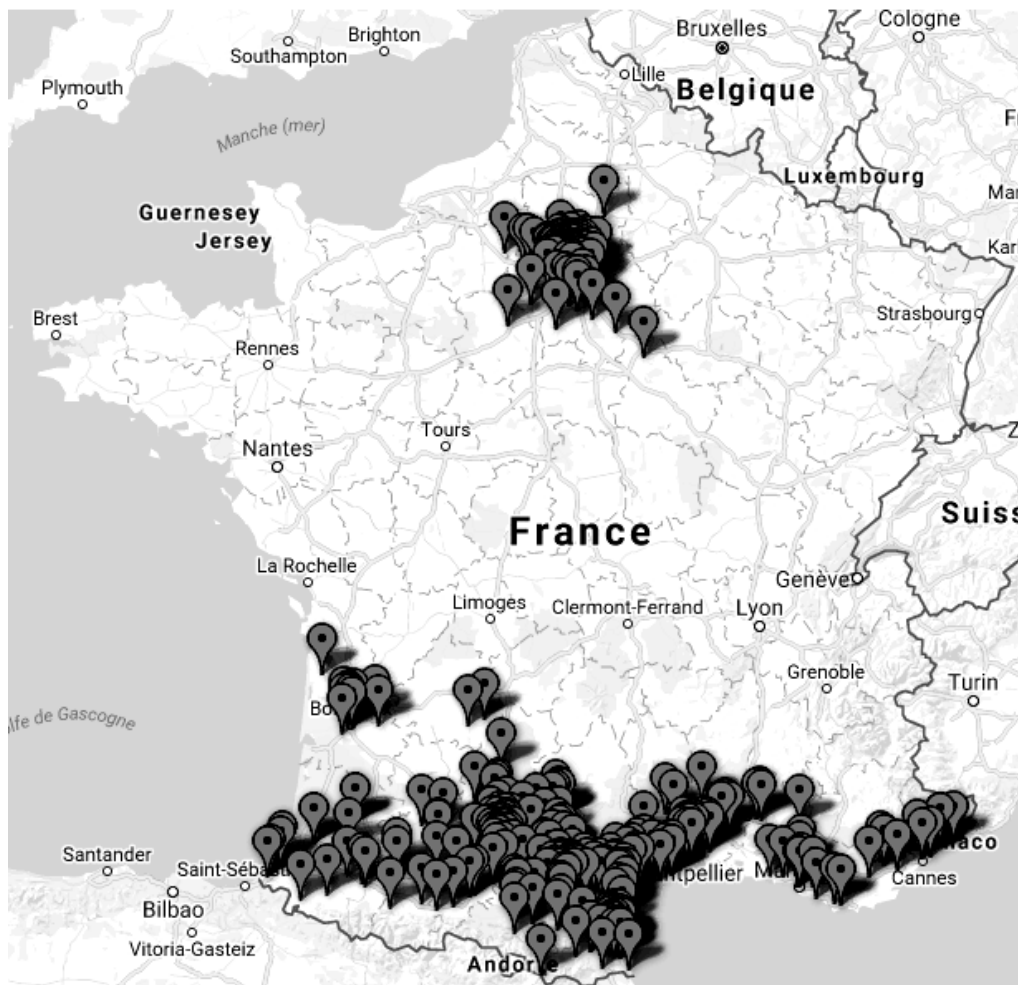 Cologne
Bruxelles
Brighton
Southampton
Lille
Plymouth
Belgique
Manche (mer)
Luxembourg
Guernesey
Jersey
Brest
Strasbourg
Rennes
Tours
Nantes
France
La Rochelle
Genève
Limoges
Clermont-Ferrand
Lyon
Grenoble
Turin
Santander
Cannes
Bilbao
Vitoria-Gasteiz